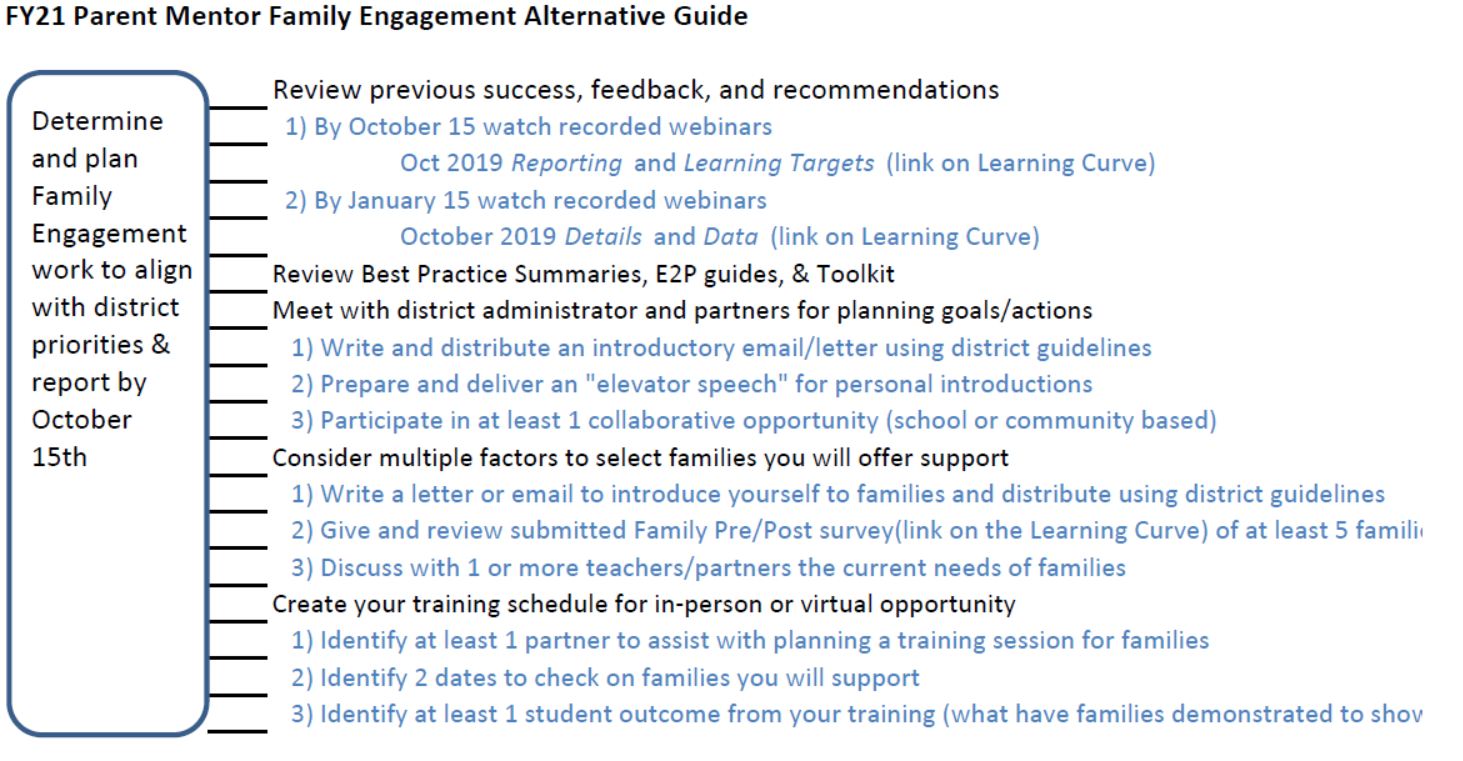 FY21 Parent Mentor Family Engagement Alternative Guide
Determine
and plan
Family
Engagement
work to align
with district
priorities &
report by
October
15th
Review previous success, feedback, and recommendations
1) By October 15 watch recorded webinars
Oct 2019 Reporting and Learning Targets (link on Learning Curve)
2) By January 15 watch recorded webinars
October 2019 Details and Data (link on Learning Curve)
Review Best Practice Summaries, E2P guides, & Toolkit
Meet with district administrator and partners for planning goals/actions
1) Write and distribute an introductory email/letter using district guidelines
2) Prepare and deliver an "elevator speech" for personal introductions
3) Participate in at least 1 collaborative opportunity (school or community based)
Consider multiple factors to select families you will offer support
1) Write a letter or email to introduce yourself to families and distribute using district guidelines
2) Give and review submitted Family Pre/Post survey(link on the Learning Curve) of at least 5
3) Discuss with 1 or more teachers/partners the current needs of families
Create your training schedule for in-person or virtual opportunity
1) Identify at least 1 partner to assist with planning a training session for families
2) Identify 2 dates to check on families you will support
3) Identify at least 1 student outcome from your training (what have families demonstrated to